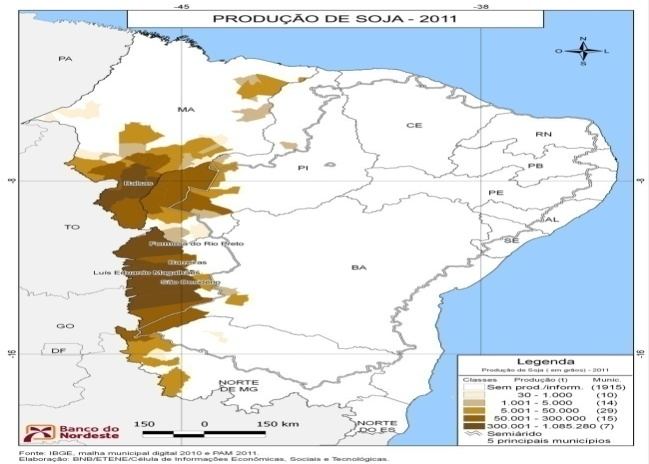 -45 -38
PRODUÇÃO DE SOJA - 2011
N
O L
S
PA
MA
CE
RN
PI
PB
-8 -8
Balsas
PE
AL
TO
SE
Formosa do Rio Preto
Barreiras
BA
Luís Eduardo Magalhães
São Desidério
GO
DF
-16 -16
NORTE
DE MG
NORTE
DO ES
Legenda
Produção de Soja ( em grãos) - 2011
Classes Produção (t) Munic.
Sem prod./inform. (1915)
30 - 1.000 (10)
1.001 - 5.000 (14)
5.001 - 50.000 (29)
50.001 - 300.000 (15)
300.001 - 1.085.280 (7)
Semiárido
5 principais municípios
Banco do
Nordeste
150 0 150 km
-45 -38
Fonte: IBGE, malha municipal digital 2010 e PAM 2011.
Elaboração: BNB/ETENE/Célula de Informações Econômicas, Sociais e Tecnológicas.